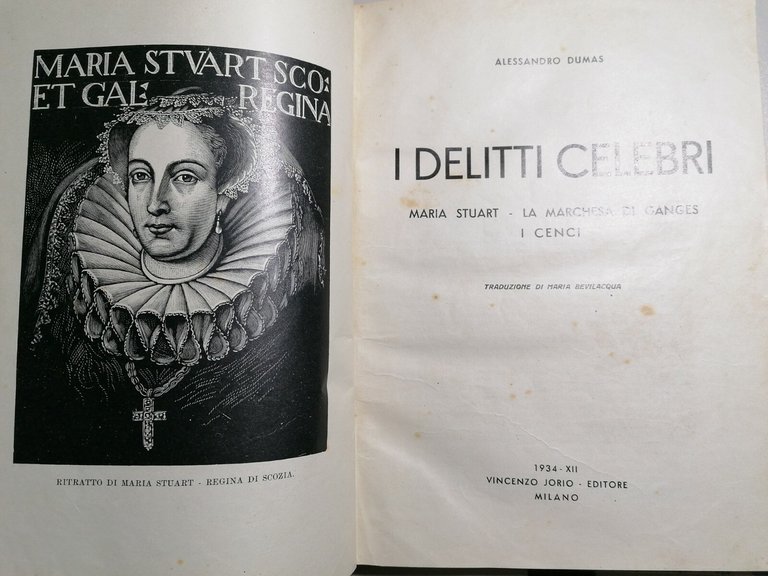 MARIA STVART SCO:
ET GAL: REGINA
RITRATTO DI MARIA STUART - REGINA DI SCOZIA.
ALESSANDRO DUMAS
I DELITTI CELEBRI
MARIA STUART - LA MARCHESA DI GANGES
I CENCI
TRADUZIONE DI MARIA BEVILACQUA
1934 - XII
VINCENZO JORIO - EDITORE
MILANO